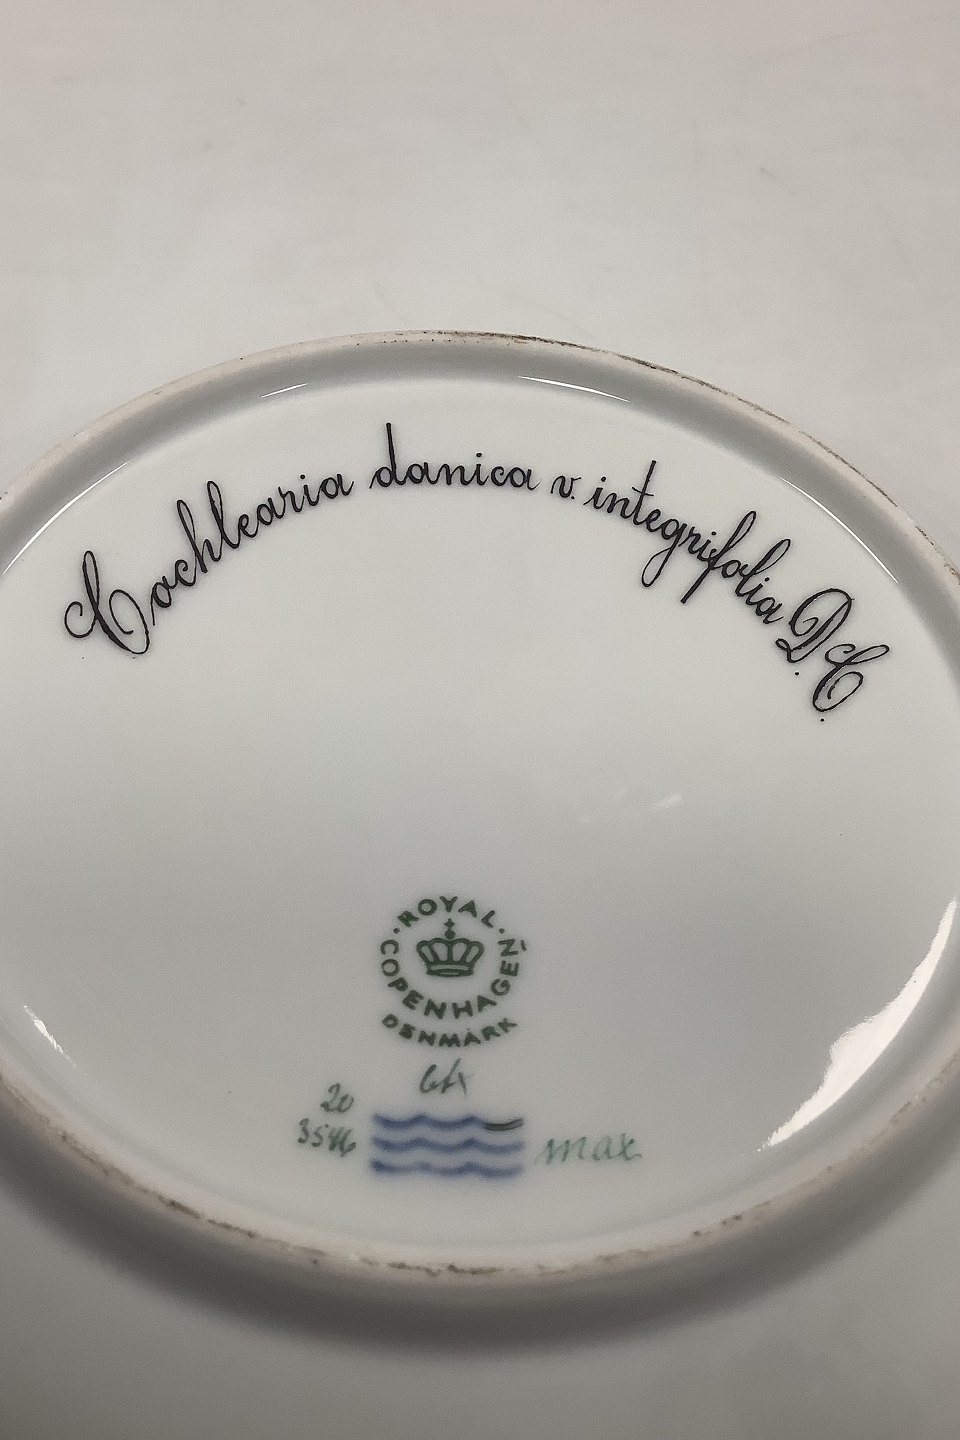 Cochlearia danica v. integrifolia D.C.
ROYAL COPENHAGEN
DENMARK
20
3546
max